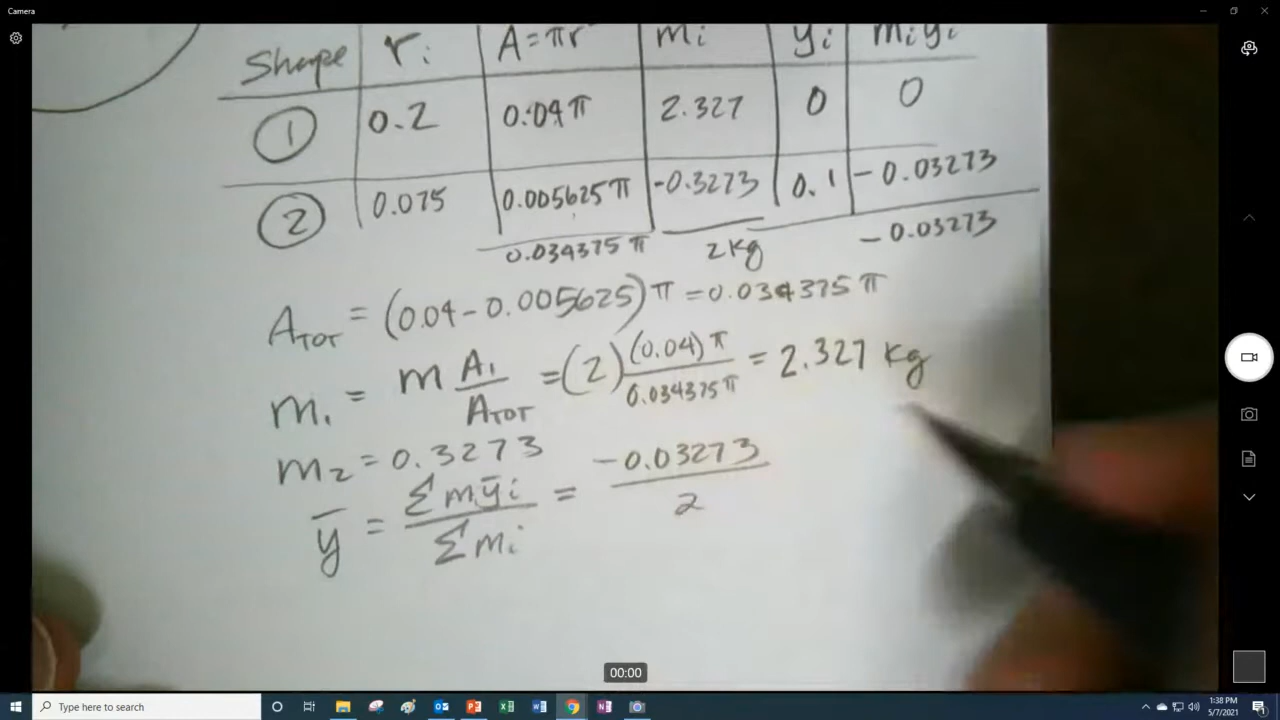 Camera
Shape rᵢ A=πr² mᵢ yᵢ mᵢyᵢ
① 0.2 0.04π 2.327 0 0
② 0.075 0.005625π -0.3273 0.1 -0.03273
0.034375π 2kg -0.03273
A_TOT = (0.04-0.005625)π = 0.034375π
m₁ = m A₁/A_TOT = (2) (0.04)π/0.034375π = 2.327 kg
m₂ = 0.3273
ȳ = Σmᵢȳᵢ/Σmᵢ = -0.03273/2
00:00
Type here to search
1:38 PM
5/7/2021